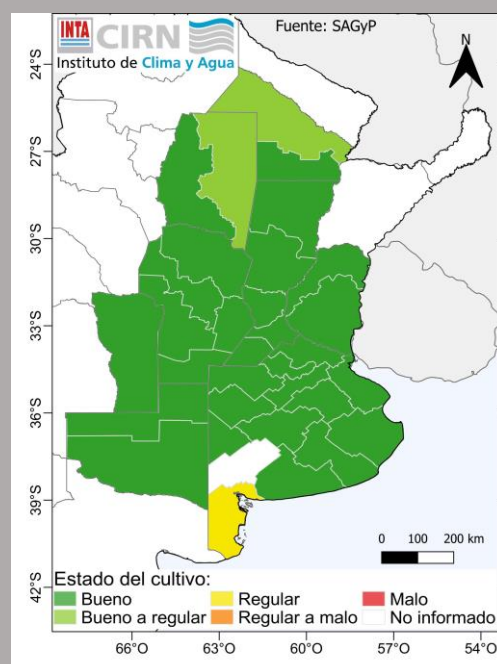 INTA CIRN
Instituto de Clima y Agua
Fuente: SAGyP
N
24°S
27°S
30°S
33°S
36°S
39°S
42°S
0 100 200 km
Estado del cultivo:
Bueno Regular Malo
Bueno a regular Regular a malo No informado
66°O 63°O 60°O 57°O 54°O